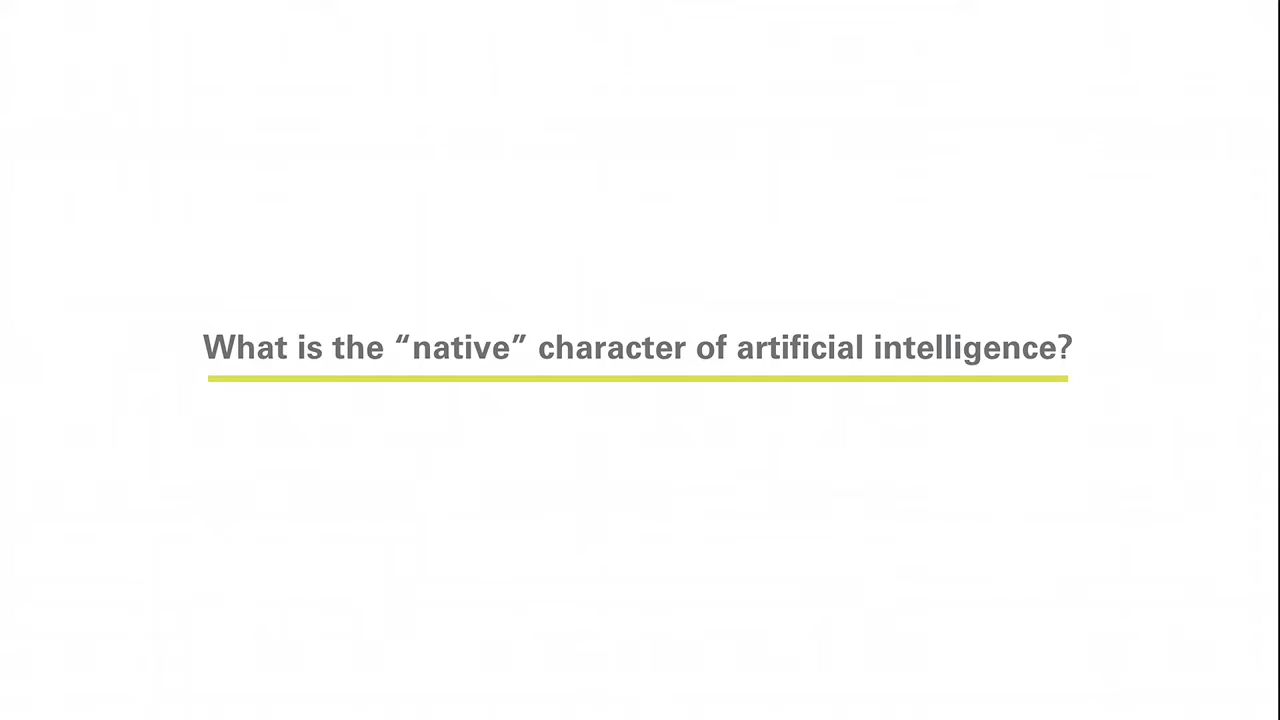 What is the “native” character of artificial intelligence?